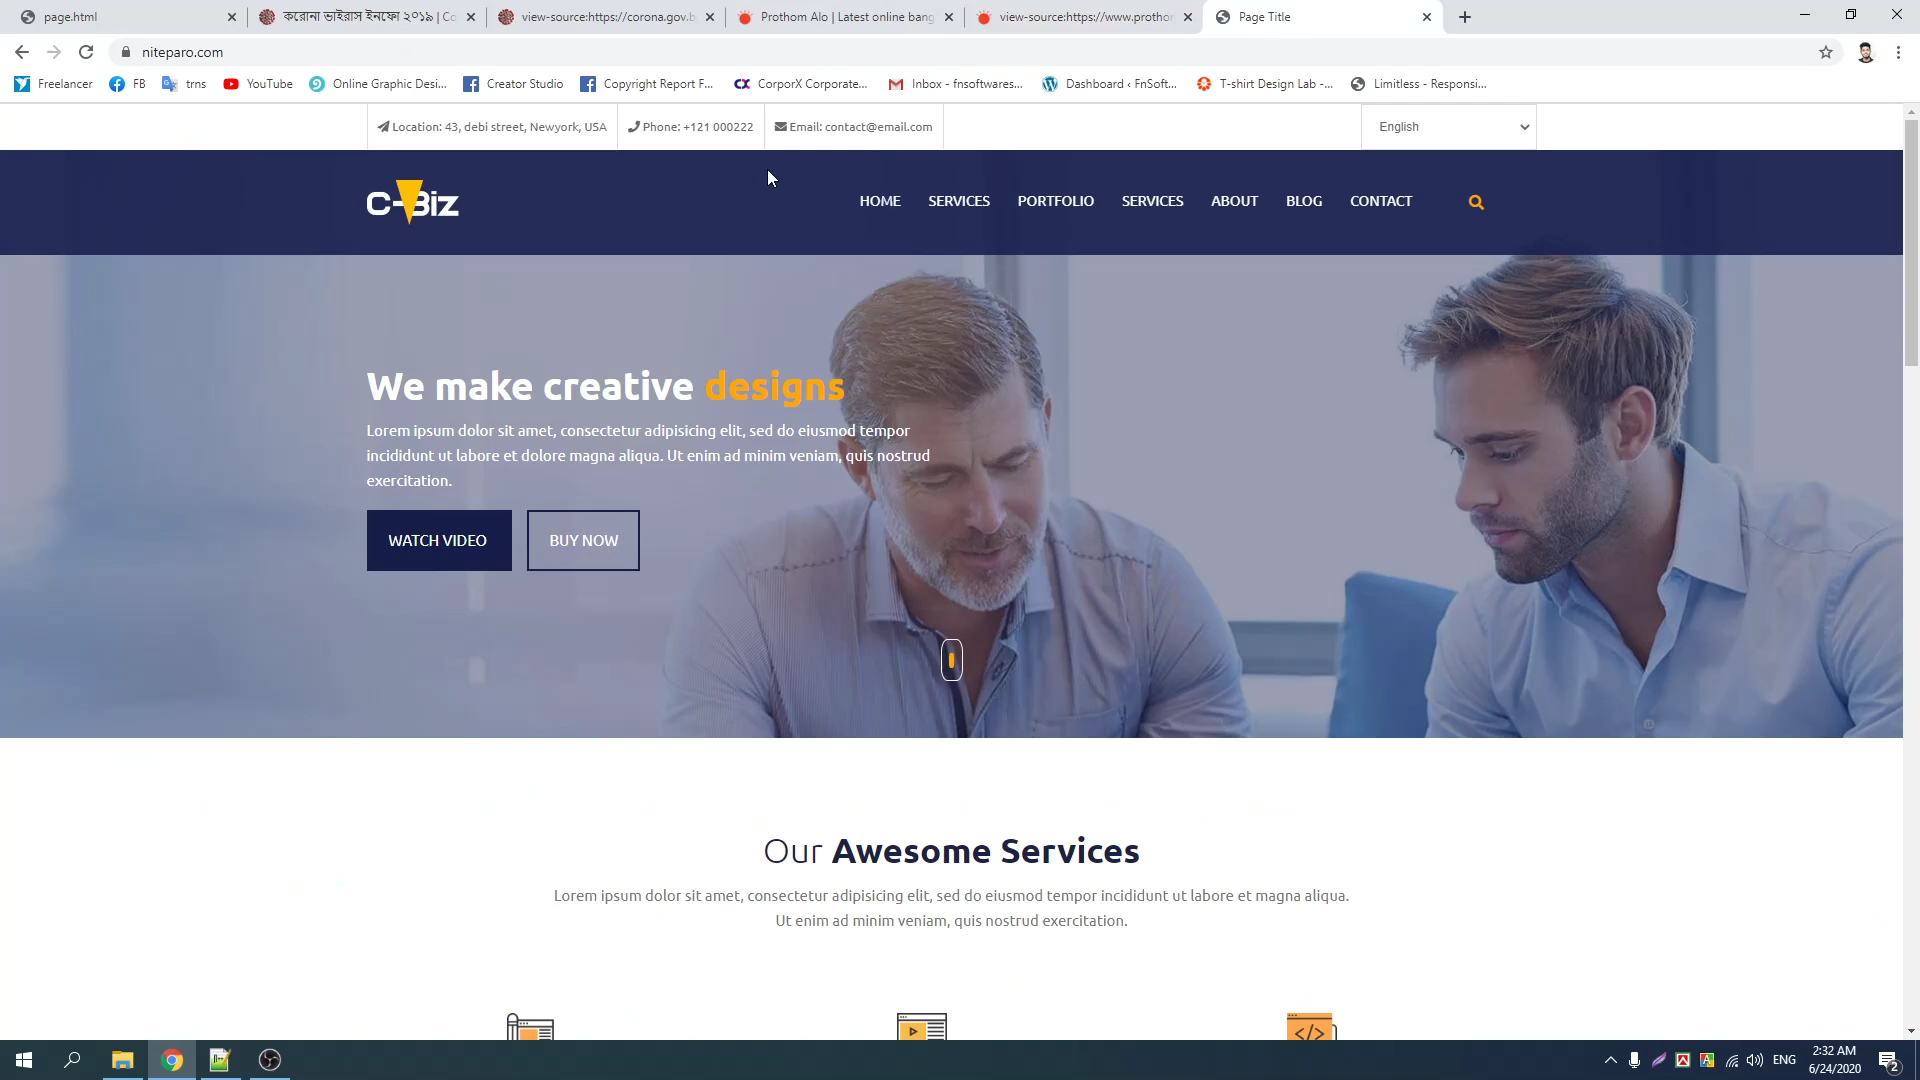 page.html
করোনা ভাইরাস ইনফো ২০১৯ | Co
view-source:https://corona.gov.b
Prothom Alo | Latest online bang
view-source:https://www.prothor
Page Title
niteparo.com
Freelancer
FB
trns
YouTube
Online Graphic Desi...
Creator Studio
Copyright Report F...
CorporX Corporate...
Inbox - fnsoftwares...
Dashboard ‹ FnSoft...
T-shirt Design Lab -...
Limitless - Responsi...
Location: 43, debi street, Newyork, USA
Phone: +121 000222
Email: contact@email.com
English
C-Biz
HOME
SERVICES
PORTFOLIO
SERVICES
ABOUT
BLOG
CONTACT
We make creative designs
Lorem ipsum dolor sit amet, consectetur adipisicing elit, sed do eiusmod tempor
incididunt ut labore et dolore magna aliqua. Ut enim ad minim veniam, quis nostrud
exercitation.
WATCH VIDEO
BUY NOW
Our Awesome Services
Lorem ipsum dolor sit amet, consectetur adipisicing elit, sed do eiusmod tempor incididunt ut labore et magna aliqua.
Ut enim ad minim veniam, quis nostrud exercitation.
ENG
2:32 AM
6/24/2020
2